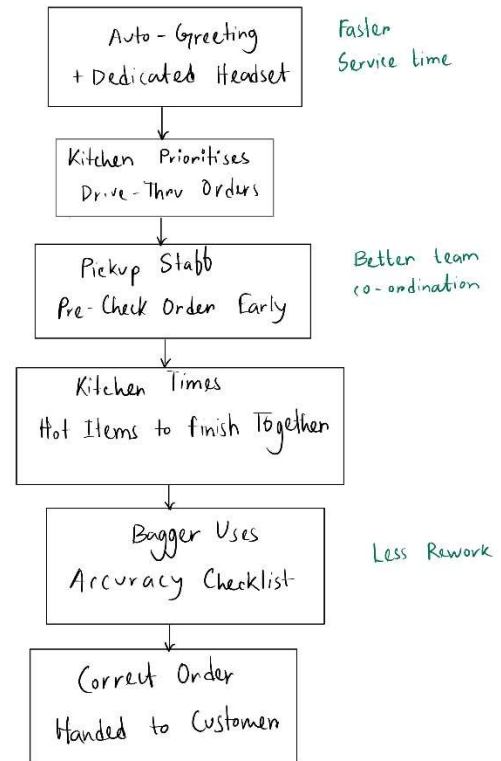 Auto-Greeting
+ Dedicated Headset
Faster
Service time
Kitchen Prioritises
Drive-Thru Orders
Pickup Staff
Pre-Check Order Early
Better team
co-ordination
Kitchen Times
Hot Items to finish Together
Bagger Uses
Accuracy Checklist
Less Rework
Correct Order
Handed to Customer